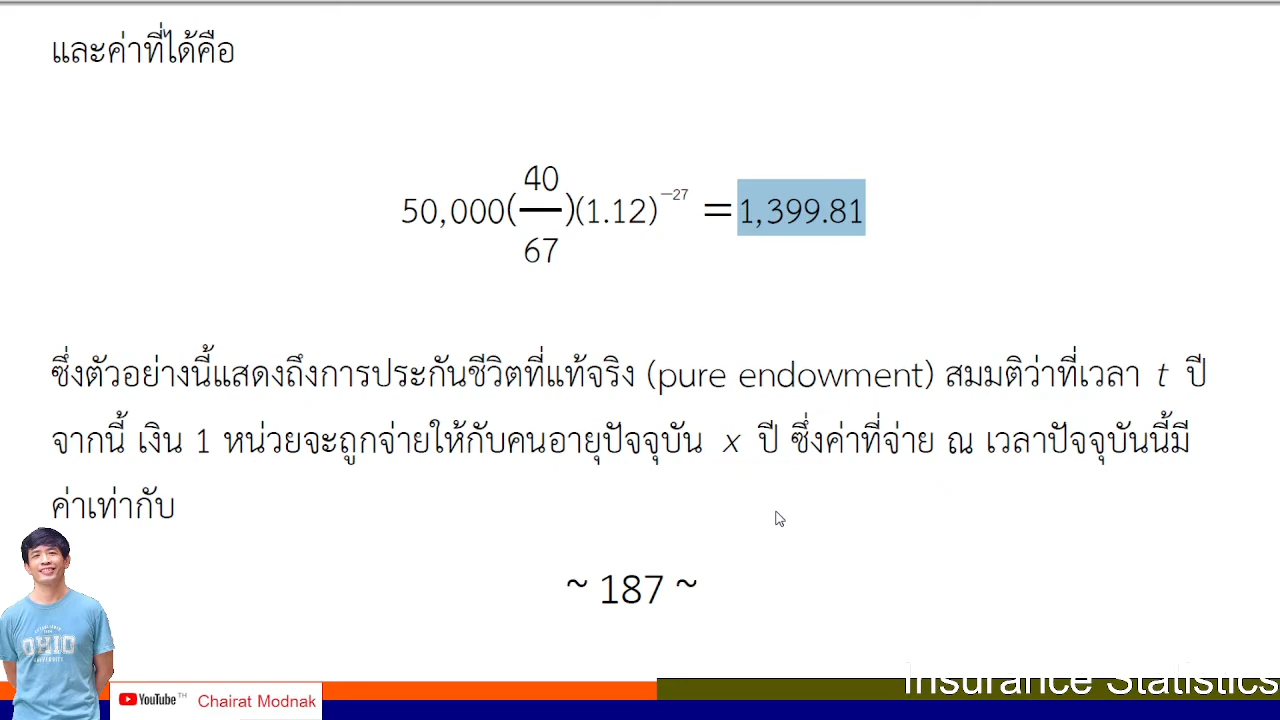 และค่าที่ได้คือ
50,000(40/67)(1.12)^−27 = 1,399.81
ซึ่งตัวอย่างนี้แสดงถึงการประกันชีวิตที่แท้จริง (pure endowment) สมมติว่าที่เวลา t ปี
จากนี้ เงิน 1 หน่วยจะถูกจ่ายให้กับคนอายุปัจจุบัน x ปี ซึ่งค่าที่จ่าย ณ เวลาปัจจุบันนี้มี
ค่าเท่ากับ
~ 187 ~
OHIO
UNIVERSITY
YouTube TH Chairat Modnak
Insurance Statistics